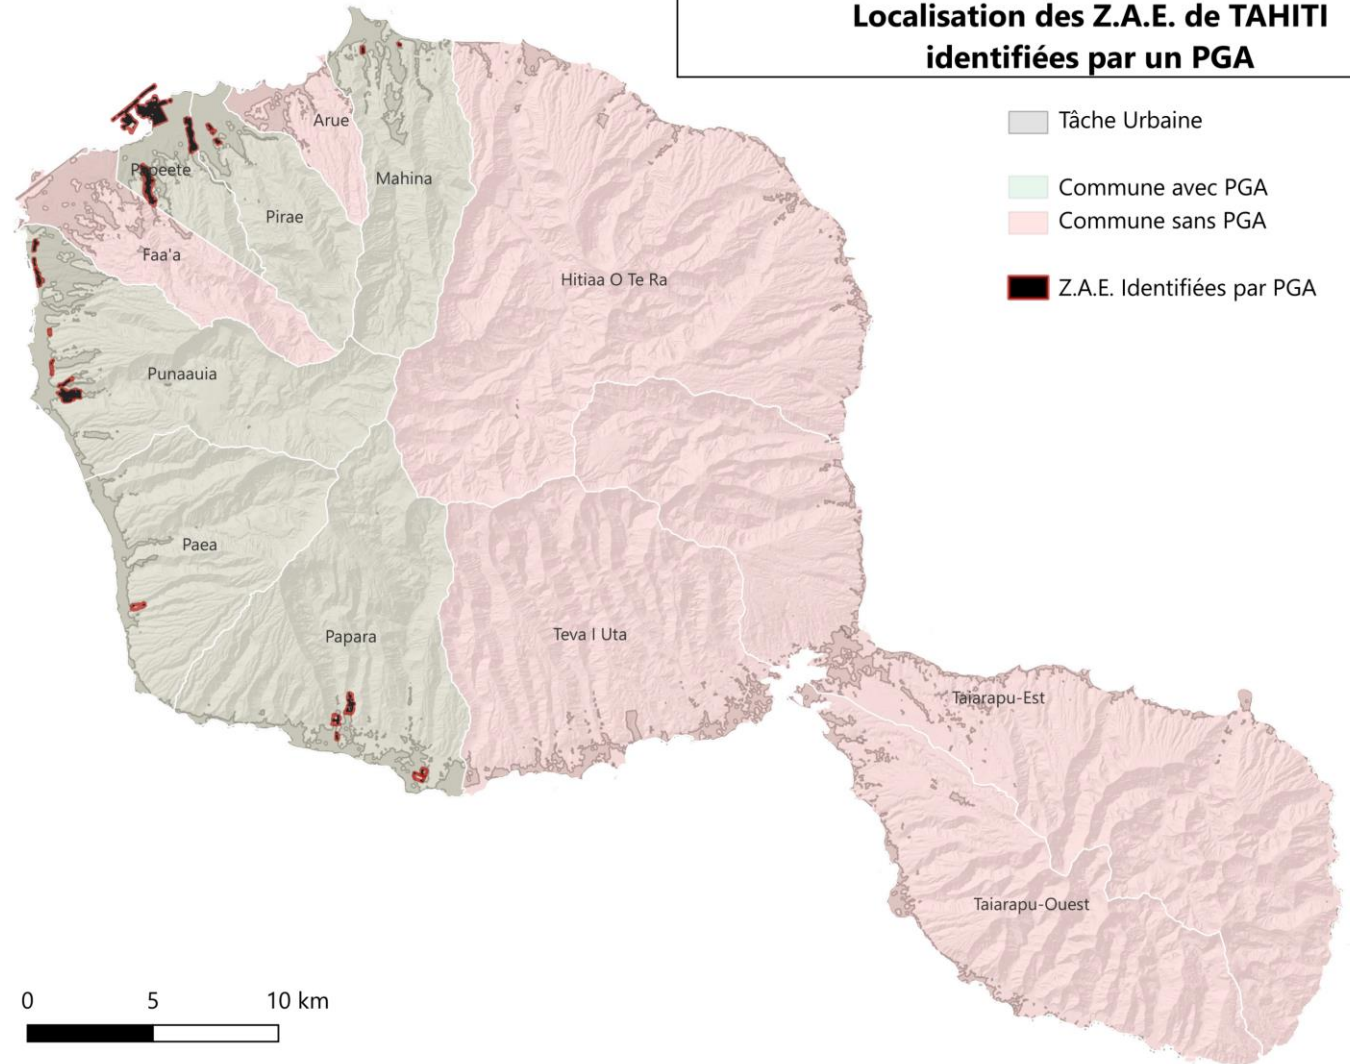 Localisation des Z.A.E. de TAHITI
identifiées par un PGA
Tâche Urbaine
Commune avec PGA
Commune sans PGA
Z.A.E. Identifiées par PGA
Arue
Papeete
Mahina
Pirae
Faa'a
Hitiaa O Te Ra
Punaauia
Paea
Papara
Teva I Uta
Taiarapu-Est
Taiarapu-Ouest
0 5 10 km